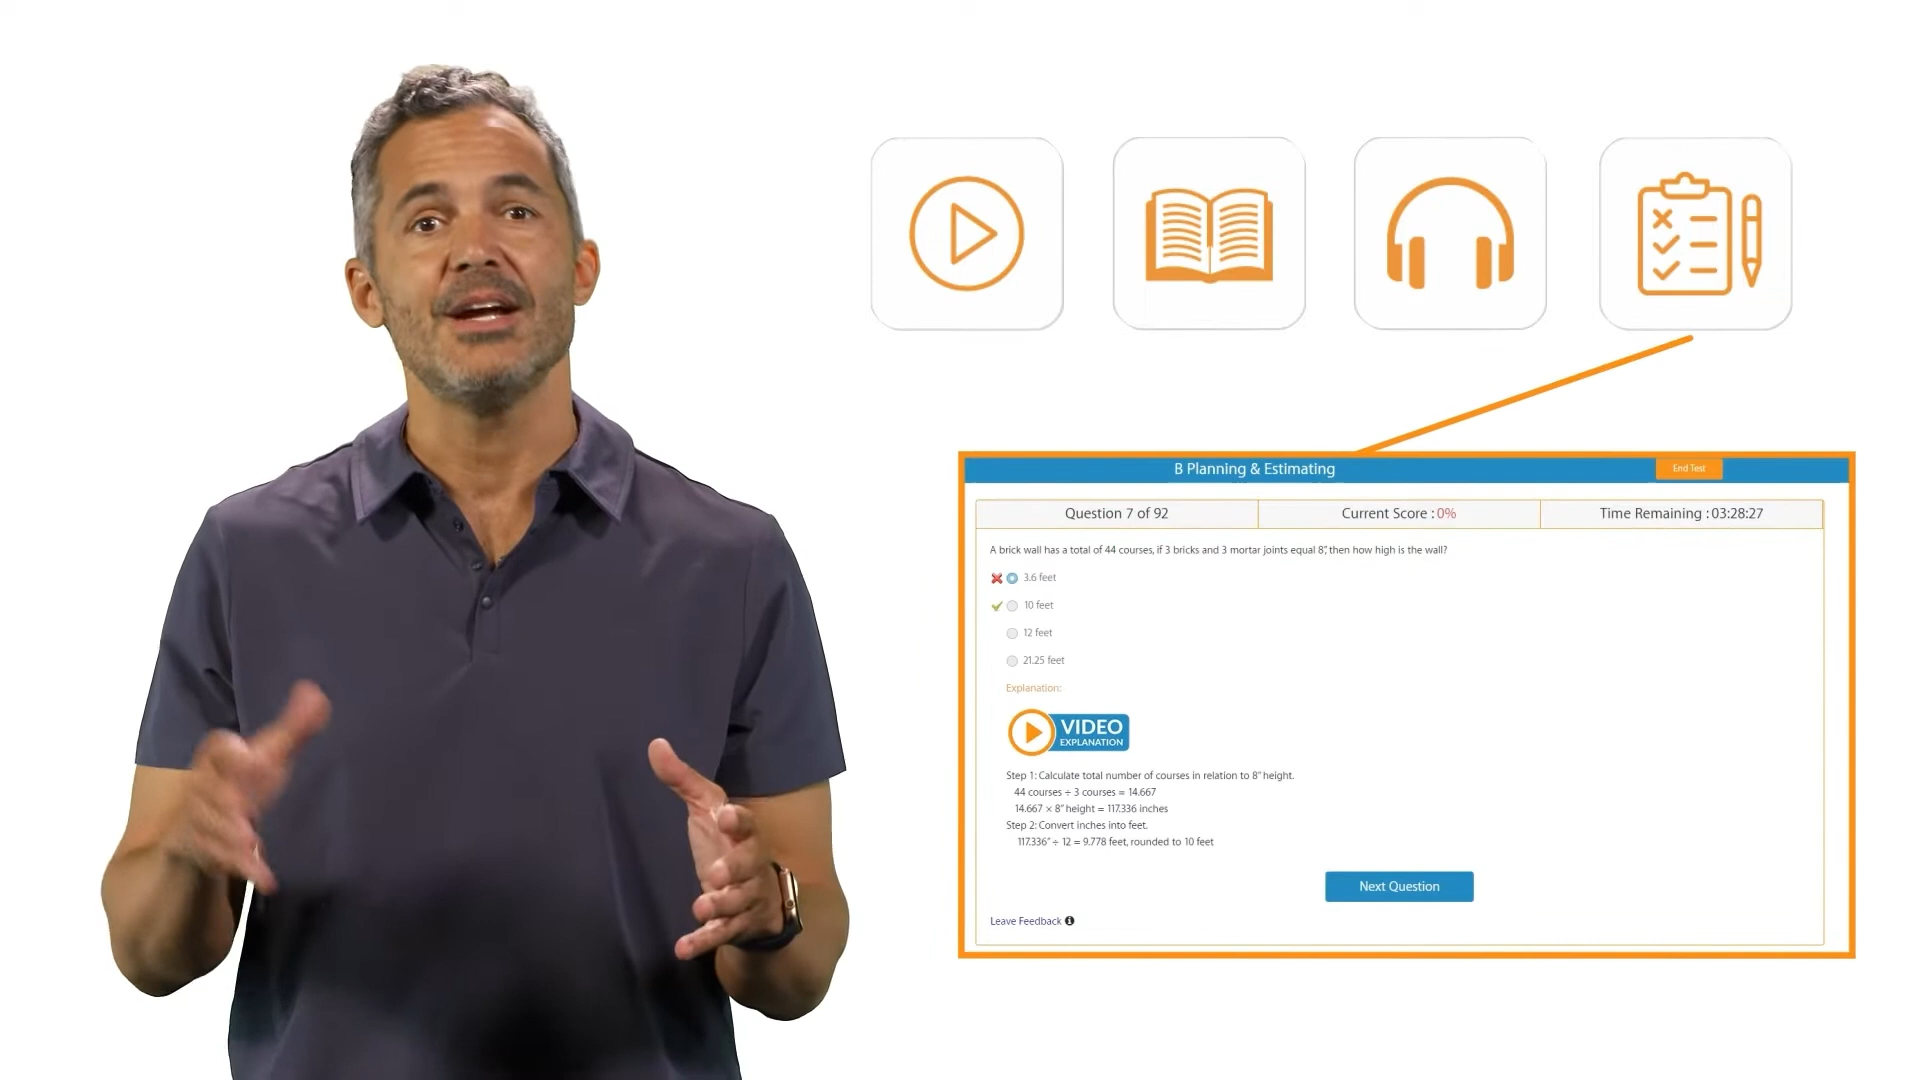 B Planning & Estimating
End Test
Question 7 of 92
Current Score : 0%
Time Remaining : 03:28:27
A brick wall has a total of 44 courses, if 3 bricks and 3 mortar joints equal 8", then how high is the wall?
3.6 feet
10 feet
12 feet
21.25 feet
Explanation:
VIDEO
EXPLANATION
Step 1: Calculate total number of courses in relation to 8" height.
44 courses ÷ 3 courses = 14.667
14.667 × 8" height = 117.336 inches
Step 2: Convert inches into feet.
117.336" ÷ 12 = 9.778 feet, rounded to 10 feet
Next Question
Leave Feedback